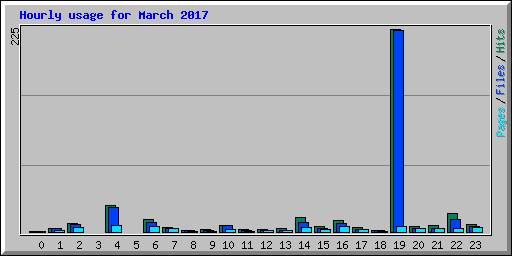 Hourly usage for March 2017
225
Pages/Files/Hits
0 1 2 3 4 5 6 7 8 9 10 11 12 13 14 15 16 17 18 19 20 21 22 23